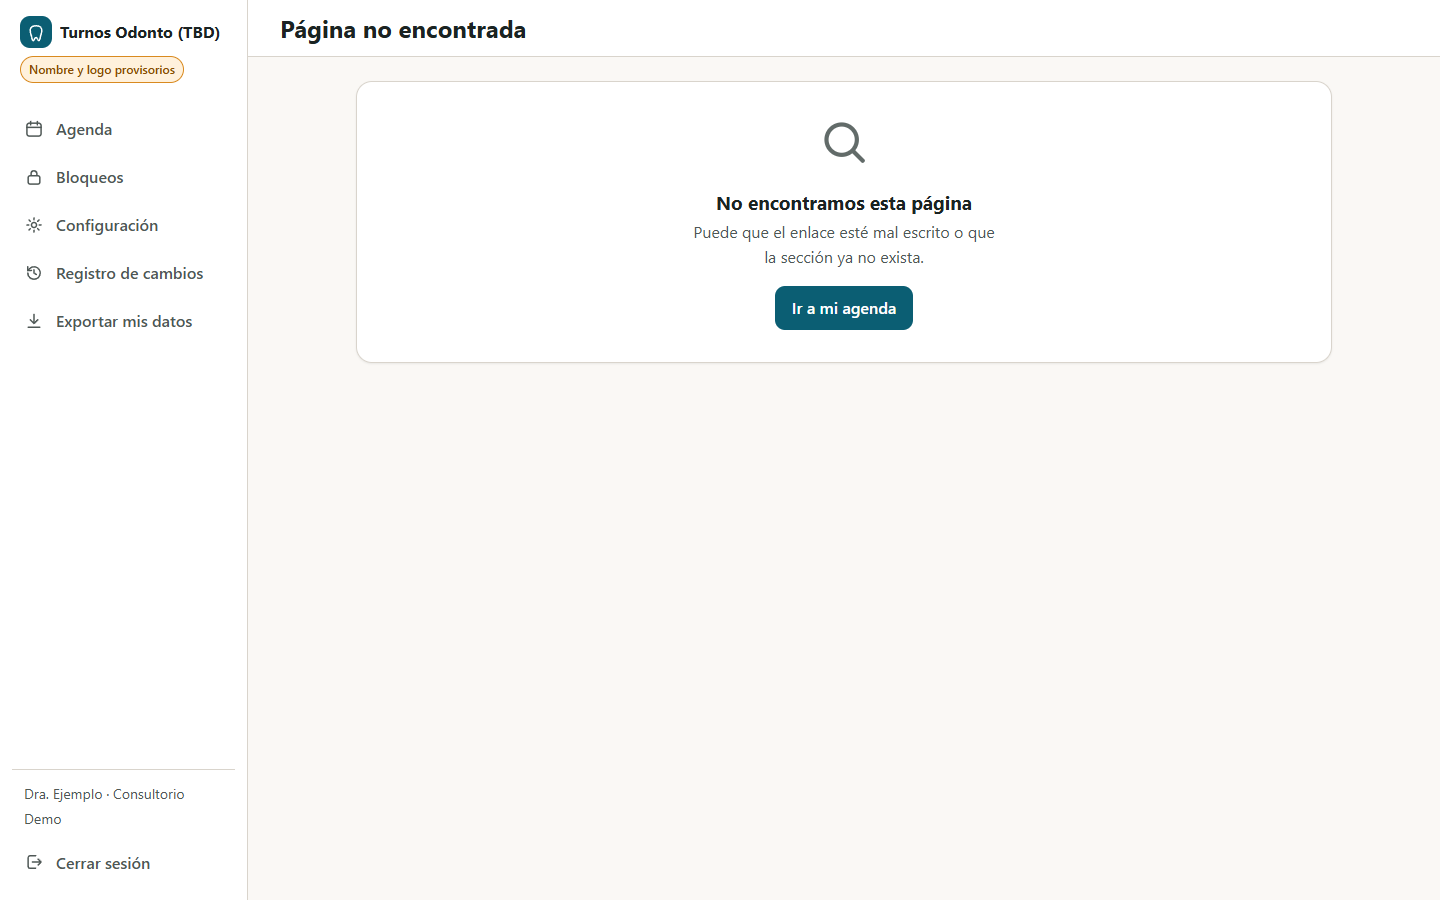 Turnos Odonto (TBD)
Nombre y logo provisorios
Agenda
Bloqueos
Configuración
Registro de cambios
Exportar mis datos
Dra. Ejemplo · Consultorio
Demo
Cerrar sesión
Página no encontrada
No encontramos esta página
Puede que el enlace esté mal escrito o que
la sección ya no exista.
Ir a mi agenda